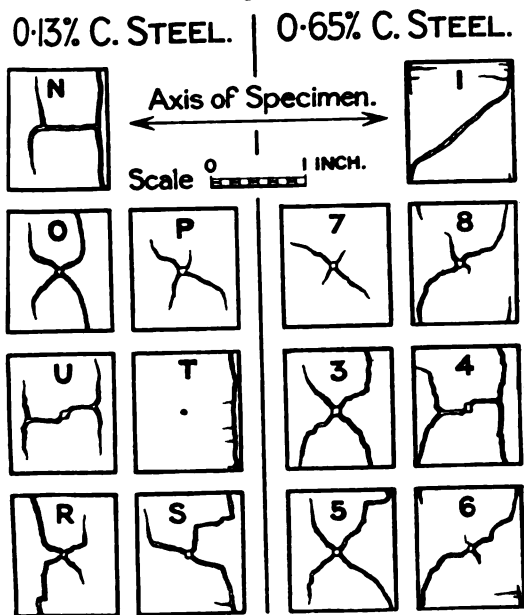 0·13% C. STEEL. 0·65% C. STEEL.
N Axis of Specimen. 1
Scale 0 1 INCH.
O P 7 8
U T 3 4
R S 5 6